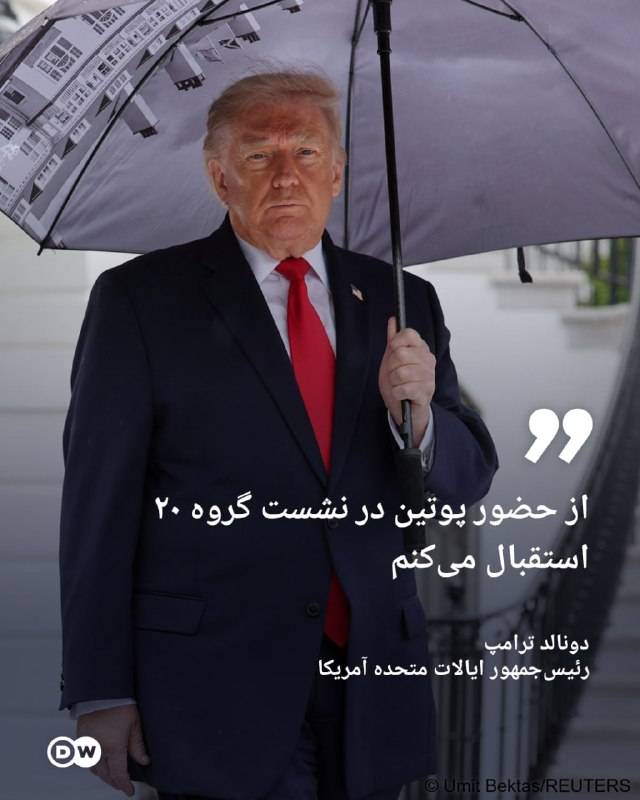 از حضور پوتین در نشست گروه ۲۰
استقبال می‌کنم
دونالد ترامپ
رئیس‌جمهور ایالات متحده آمریکا
DW
© Umit Bektas/REUTERS